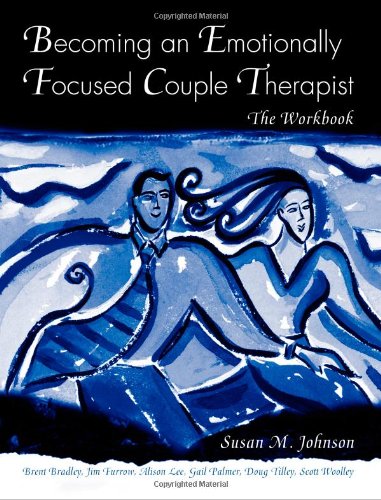 Copyrighted Material
Becoming an Emotionally
Focused Couple Therapist
The Workbook
Susan M. Johnson
Brent Bradley, Jim Furrow, Alison Lee, Gail Palmer, Doug Tilley, Scott Woolley
Copyrighted Material